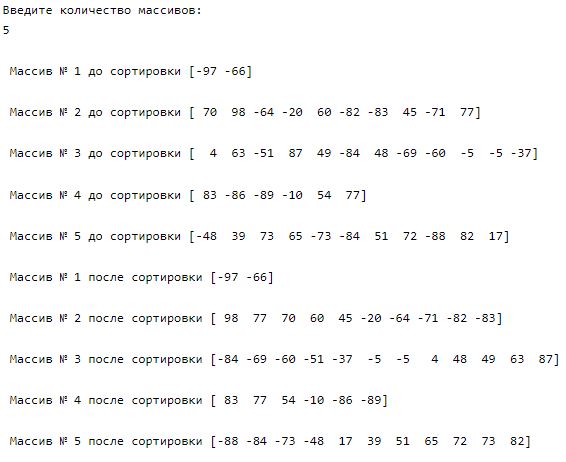 Введите количество массивов:
5
Массив № 1 до сортировки [-97 -66]
Массив № 2 до сортировки [ 70  98 -64 -20  60 -82 -83  45 -71  77]
Массив № 3 до сортировки [  4  63 -51  87  49 -84  48 -69 -60  -5  -5 -37]
Массив № 4 до сортировки [ 83 -86 -89 -10  54  77]
Массив № 5 до сортировки [-48  39  73  65 -73 -84  51  72 -88  82  17]
Массив № 1 после сортировки [-97 -66]
Массив № 2 после сортировки [ 98  77  70  60  45 -20 -64 -71 -82 -83]
Массив № 3 после сортировки [-84 -69 -60 -51 -37  -5  -5   4  48  49  63  87]
Массив № 4 после сортировки [ 83  77  54 -10 -86 -89]
Массив № 5 после сортировки [-88 -84 -73 -48  17  39  51  65  72  73  82]